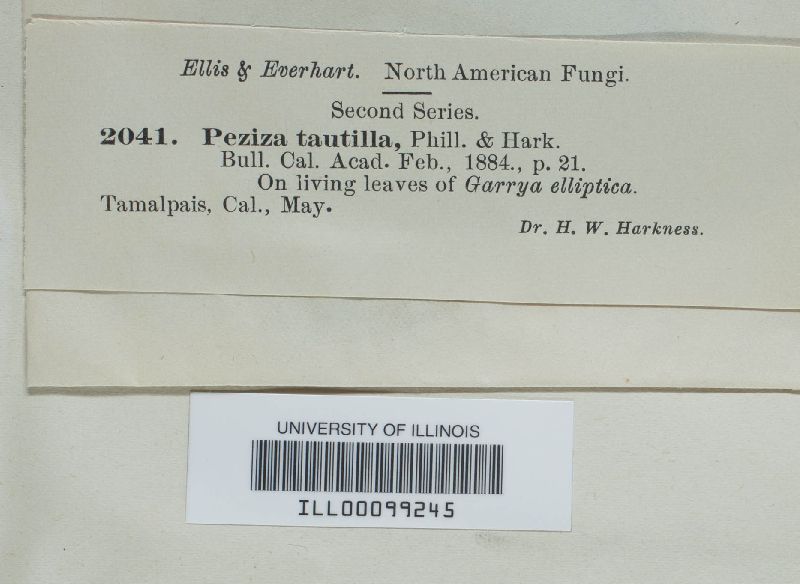 Ellis & Everhart. North American Fungi.
Second Series.
2041. Peziza tautilla, Phill. & Hark.
Bull. Cal. Acad. Feb., 1884., p. 21.
On living leaves of Garrya elliptica.
Tamalpais, Cal., May.
Dr. H. W. Harkness.
UNIVERSITY OF ILLINOIS
ILL00099245